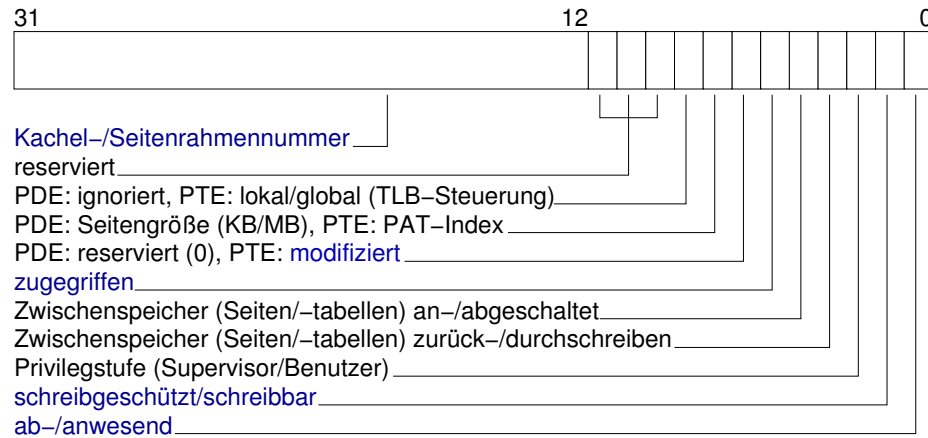 31 12 0
Kachel–/Seitenrahmennummer
reserviert
PDE: ignoriert, PTE: lokal/global (TLB–Steuerung)
PDE: Seitengröße (KB/MB), PTE: PAT–Index
PDE: reserviert (0), PTE: modifiziert
zugegriffen
Zwischenspeicher (Seiten/–tabellen) an–/abgeschaltet
Zwischenspeicher (Seiten/–tabellen) zurück–/durchschreiben
Privilegstufe (Supervisor/Benutzer)
schreibgeschützt/schreibbar
ab–/anwesend